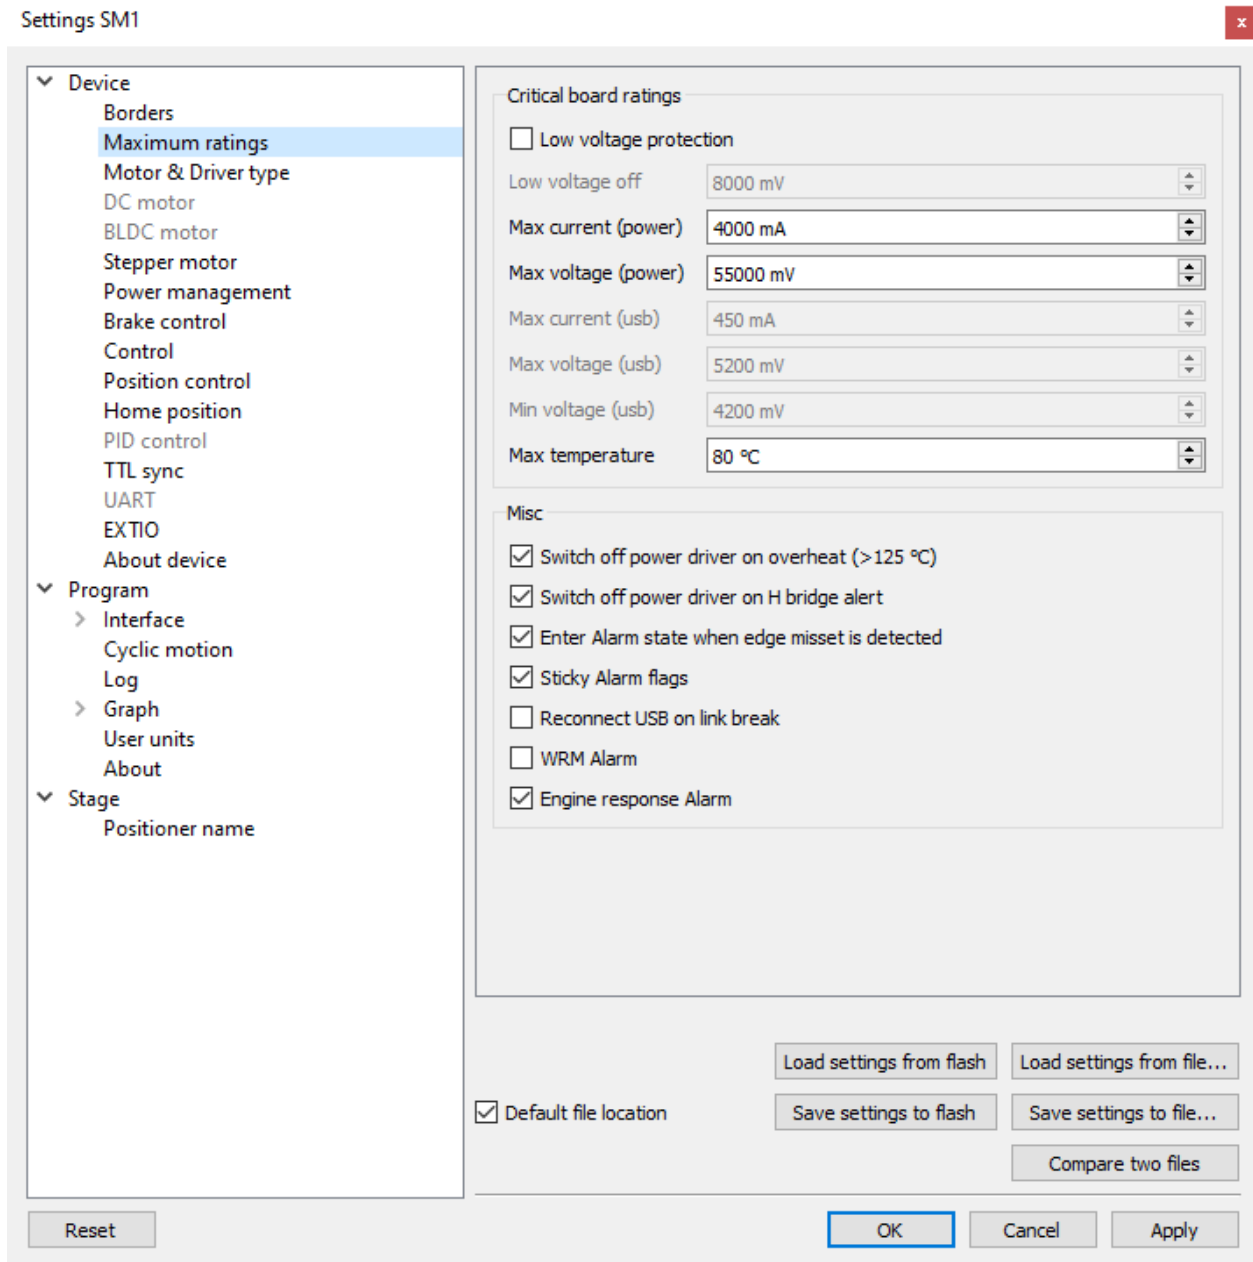 Settings SM1
x
Device
Borders
Maximum ratings
Motor & Driver type
DC motor
BLDC motor
Stepper motor
Power management
Brake control
Control
Position control
Home position
PID control
TTL sync
UART
EXTIO
About device
Program
Interface
Cyclic motion
Log
Graph
User units
About
Stage
Positioner name
Critical board ratings
Low voltage protection
Low voltage off 8000 mV
Max current (power) 4000 mA
Max voltage (power) 55000 mV
Max current (usb) 450 mA
Max voltage (usb) 5200 mV
Min voltage (usb) 4200 mV
Max temperature 80 °C
Misc
Switch off power driver on overheat (>125 °C)
Switch off power driver on H bridge alert
Enter Alarm state when edge misset is detected
Sticky Alarm flags
Reconnect USB on link break
WRM Alarm
Engine response Alarm
Load settings from flash Load settings from file...
Default file location Save settings to flash Save settings to file...
Compare two files
Reset OK Cancel Apply